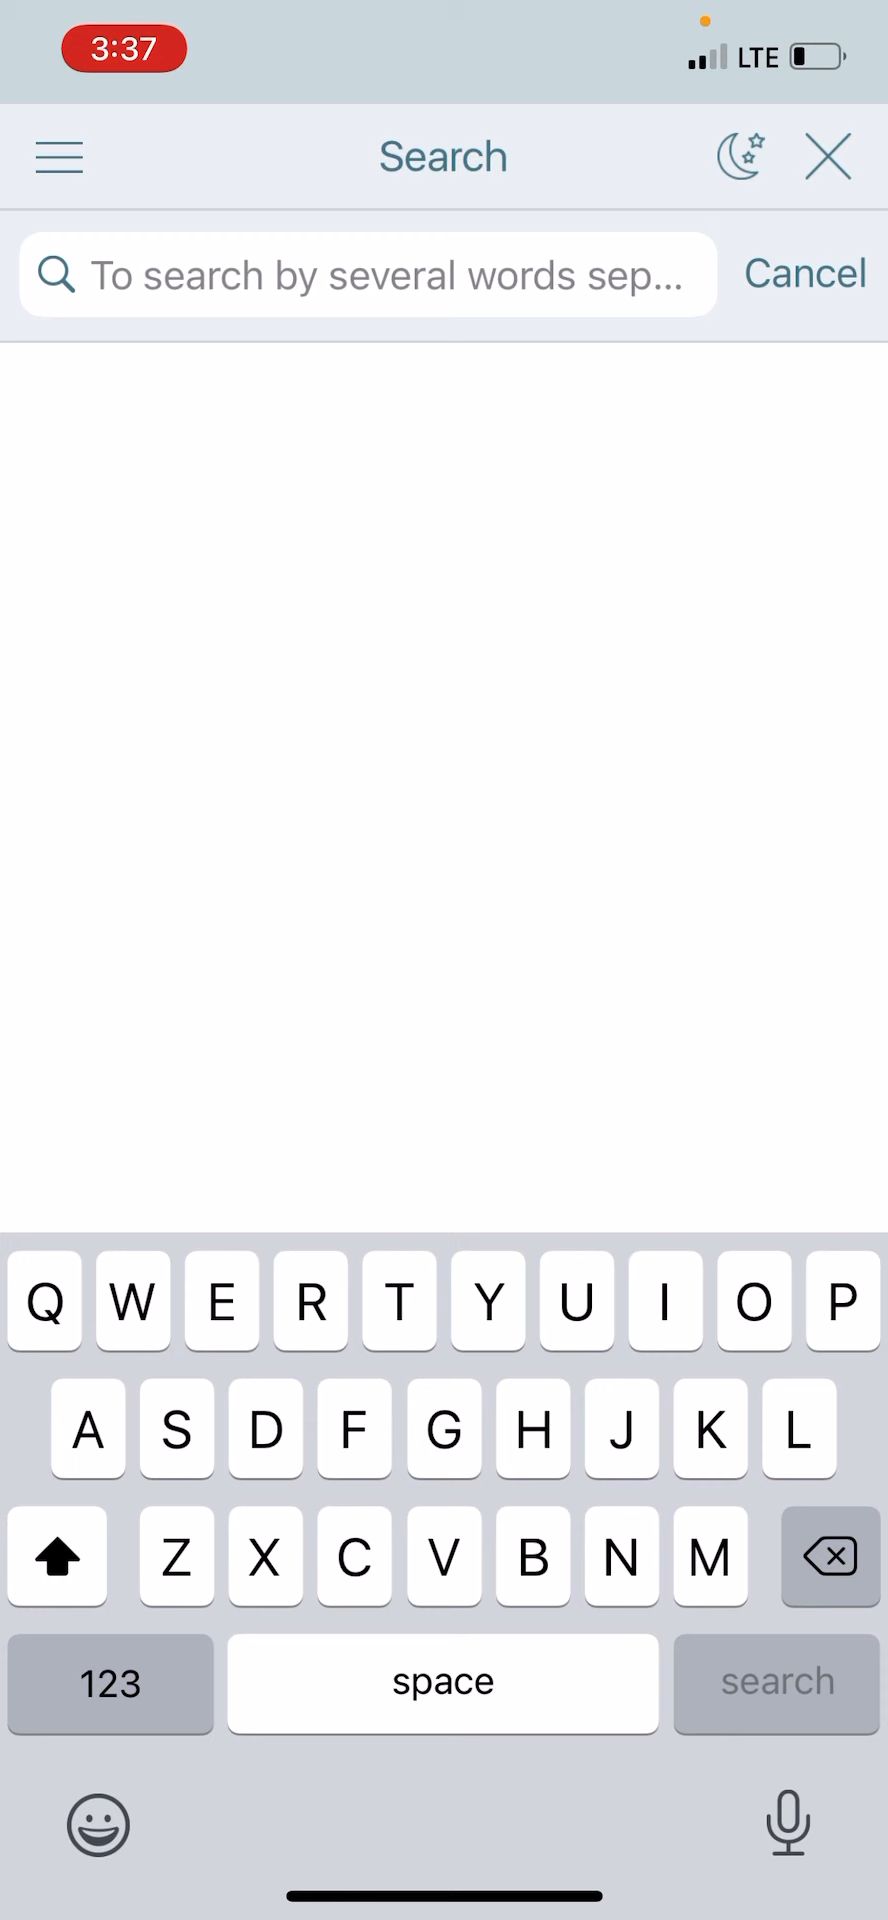 3:37
LTE
Search
To search by several words sep...
Cancel
Q W E R T Y U I O P
A S D F G H J K L
Z X C V B N M
123 space search